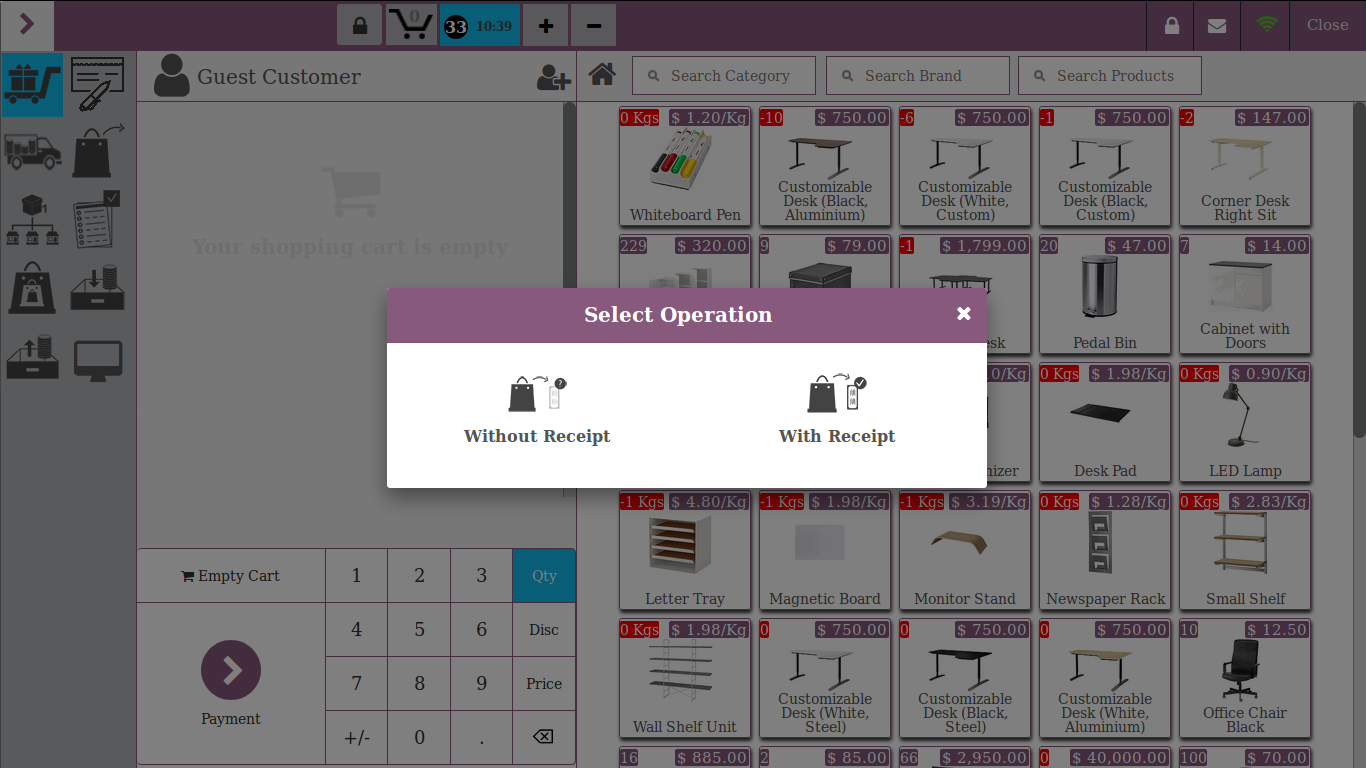 0
33 10:39
Close
Guest Customer
Search Category
Search Brand
Search Products
Your shopping cart is empty
0 Kgs $ 1.20/Kg
Whiteboard Pen
-10 $ 750.00
Customizable
Desk (Black,
Aluminium)
-6 $ 750.00
Customizable
Desk (White,
Custom)
-1 $ 750.00
Customizable
Desk (Black,
Custom)
-2 $ 147.00
Corner Desk
Right Sit
229 $ 320.00
9 $ 79.00
-1 $ 1,799.00
esk
20 $ 47.00
Pedal Bin
7 $ 14.00
Cabinet with
Doors
Select Operation
Without Receipt
With Receipt
0/Kg
nizer
0 Kgs $ 1.98/Kg
Desk Pad
0 Kgs $ 0.90/Kg
LED Lamp
-1 Kgs $ 4.80/Kg
Letter Tray
-1 Kgs $ 1.98/Kg
Magnetic Board
-1 Kgs $ 3.19/Kg
Monitor Stand
0 Kgs $ 1.28/Kg
Newspaper Rack
0 Kgs $ 2.83/Kg
Small Shelf
0 Kgs $ 1.98/Kg
Wall Shelf Unit
0 $ 750.00
Customizable
Desk (White,
Steel)
0 $ 750.00
Customizable
Desk (Black,
Steel)
0 $ 750.00
Customizable
Desk (White,
Aluminium)
10 $ 12.50
Office Chair
Black
16 $ 885.00
2 $ 85.00
66 $ 2,950.00
0 $ 40,000.00
100 $ 70.00
Empty Cart 1 2 3 Qty
4 5 6 Disc
7 8 9 Price
Payment
+/- 0 .